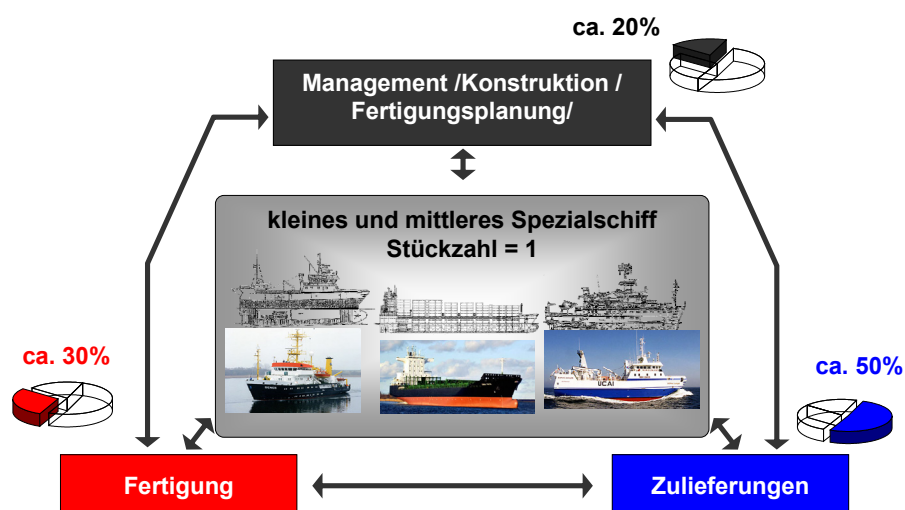 ca. 20%
Management /Konstruktion /
Fertigungsplanung/
kleines und mittleres Spezialschiff
Stückzahl = 1
ca. 30%
ca. 50%
UCAI
Fertigung
Zulieferungen